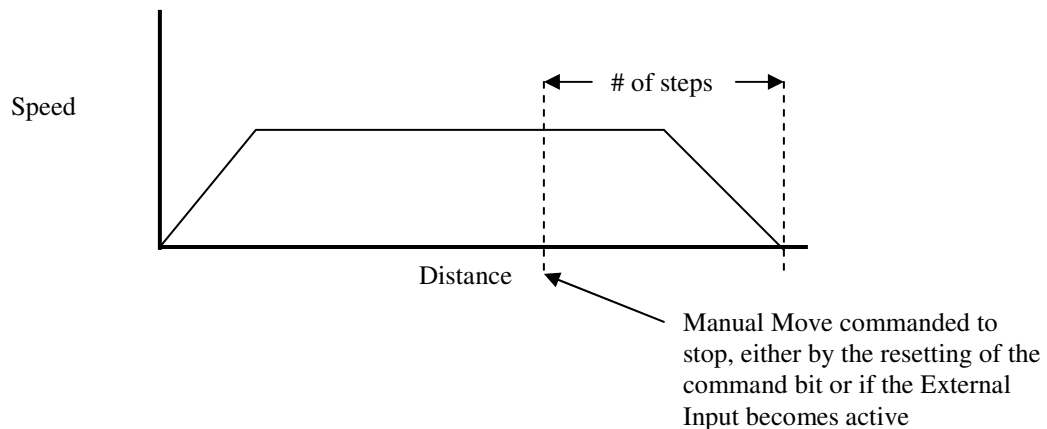 # of steps
Speed
Distance
Manual Move commanded to
stop, either by the resetting of the
command bit or if the External
Input becomes active